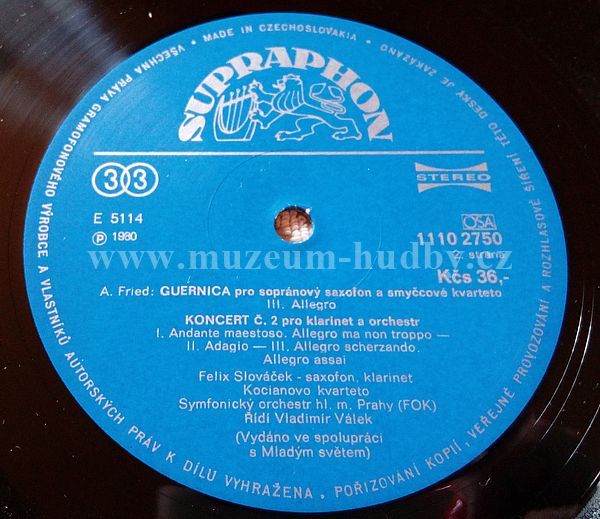 VŠECHNA PRÁVA GRAMOFONOVÉHO VÝROBCE A VLASTNÍKŮ AUTORSKÝCH PRÁV K DÍLU VYHRAŽENA. POŘIZOVÁNÍ KOPIÍ, VEŘEJNÉ PROVOZOVÁNÍ A ROZHLASOVÉ ŠÍŘENÍ TÉTO DESKY JE ZAKÁZÁNO • MADE IN CZECHOSLOVAKIA •
SUPRAPHON
33
STEREO
E 5114
Ⓟ 1980
OSA
1110 2750
2. strana
www.muzeum-hudby.cz
Kčs 36,-
A. Fried: GUERNICA pro sopránový saxofon a smyčcové kvarteto
III. Allegro
KONCERT Č. 2 pro klarinet a orchestr
I. Andante maestoso. Allegro ma non troppo —
II. Adagio — III. Allegro scherzando.
Allegro assai
Felix Slováček - saxofon, klarinet
Kocianovo kvarteto
Symfonický orchestr hl. m. Prahy (FOK)
Řídí Vladimír Válek
(Vydáno ve spolupráci
s Mladým světem)